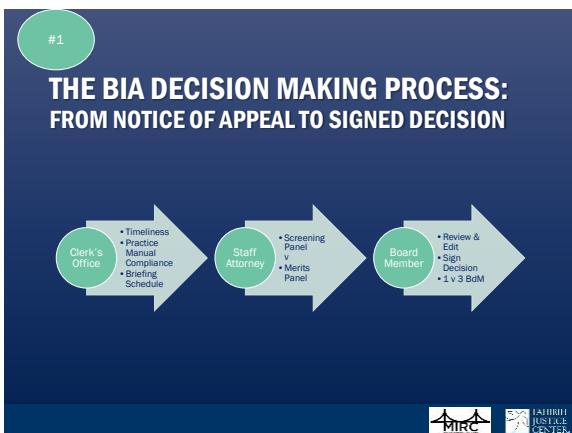 #1
THE BIA DECISION MAKING PROCESS:
FROM NOTICE OF APPEAL TO SIGNED DECISION
Clerk's
Office
• Timeliness
• Practice
Manual
Compliance
• Briefing
Schedule
Staff
Attorney
• Screening
Panel
v
• Merits
Panel
Board
Member
• Review &
Edit
• Sign
Decision
• 1 v 3 BdM
MIRC
TAHIRIH
JUSTICE
CENTER